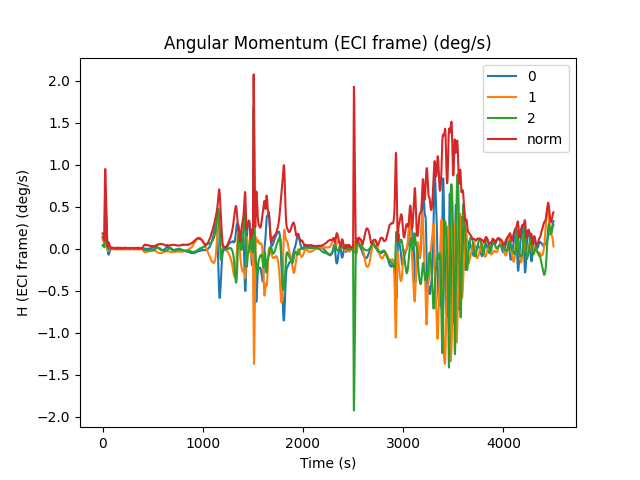 Angular Momentum (ECI frame) (deg/s)
0
1
2
norm
2.0
1.5
1.0
0.5
0.0
−0.5
−1.0
−1.5
−2.0
H (ECI frame) (deg/s)
0 1000 2000 3000 4000
Time (s)